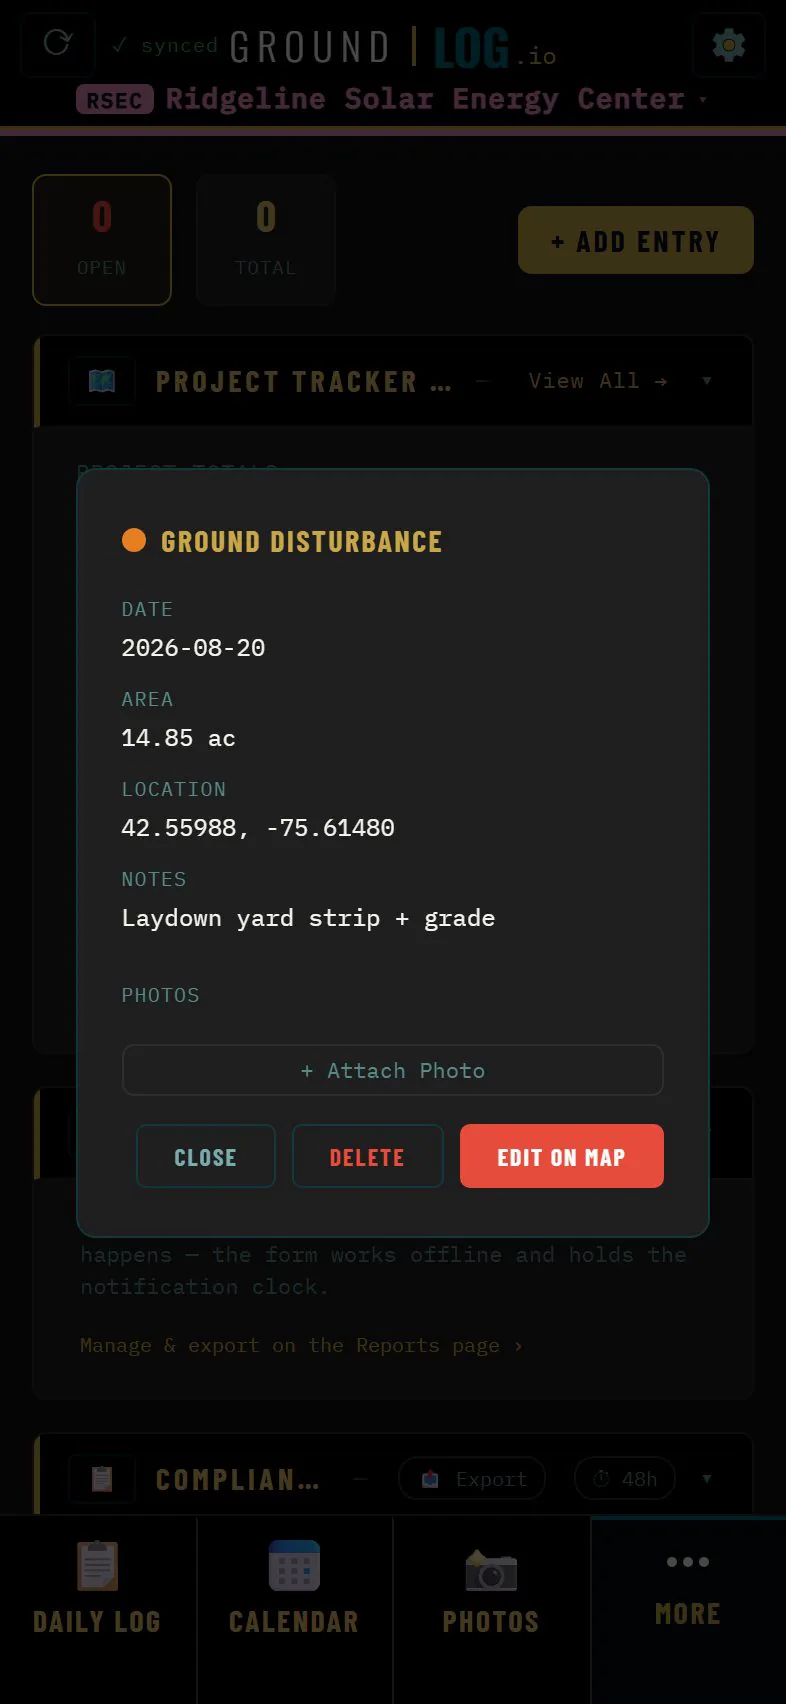 ✓ synced GROUND | LOG.io
RSEC Ridgeline Solar Energy Center ▾
0
OPEN
0
TOTAL
+ ADD ENTRY
PROJECT TRACKER … — View All → ▼
PROJECT TOTALS
GROUND DISTURBANCE
DATE
2026-08-20
AREA
14.85 ac
LOCATION
42.55988, -75.61480
NOTES
Laydown yard strip + grade
PHOTOS
+ Attach Photo
CLOSE DELETE EDIT ON MAP
happens — the form works offline and holds the
notification clock.
Manage & export on the Reports page ›
COMPLIAN… — Export 48h ▼
DAILY LOG CALENDAR PHOTOS MORE